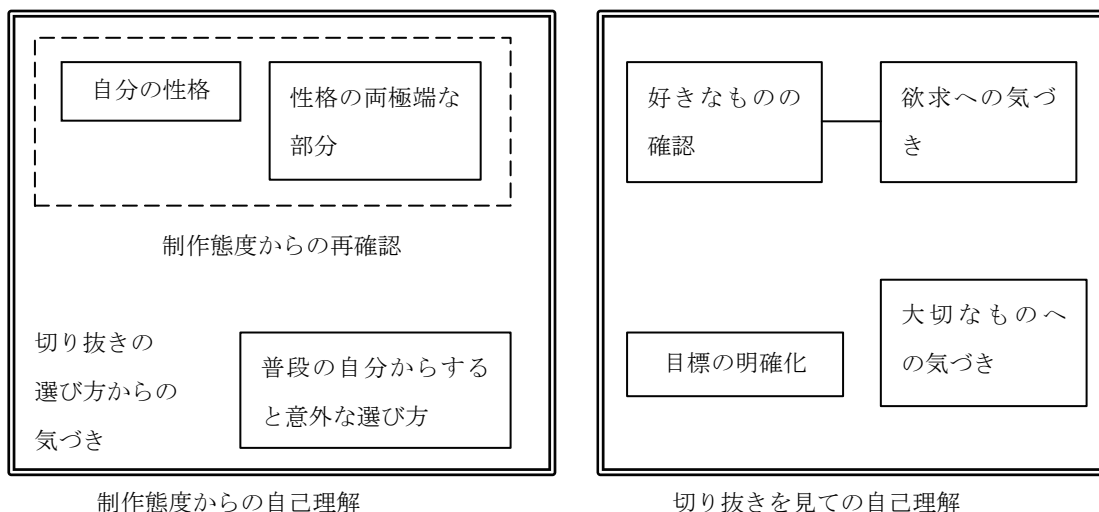 自分の性格
性格の両極端な
部分
制作態度からの再確認
切り抜きの
選び方からの
気づき
普段の自分からする
と意外な選び方
制作態度からの自己理解
好きなものの
確認
欲求への気づ
き
目標の明確化
大切なものへ
の気づき
切り抜きを見ての自己理解